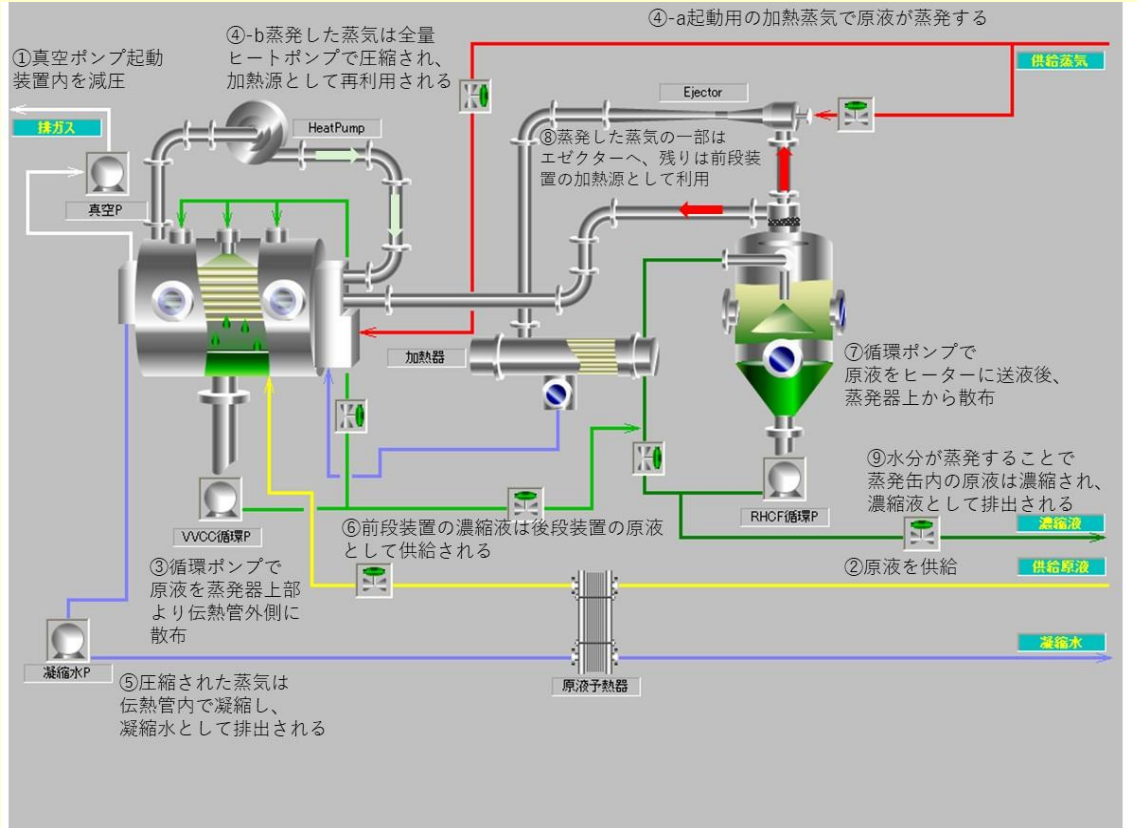 ④-a起動用の加熱蒸気で原液が蒸発する
④-b蒸発した蒸気は全量
ヒートポンプで圧縮され、
加熱源として再利用される
①真空ポンプ起動
装置内を減圧
供給蒸気
Ejector
排ガス
HeatPump
⑧蒸発した蒸気の一部は
エゼクターへ、残りは前段装
置の加熱源として利用
真空P
加熱器
⑦循環ポンプで
原液をヒーターに送液後、
蒸発器上から散布
⑨水分が蒸発することで
蒸発缶内の原液は濃縮され、
濃縮液として排出される
RHCF循環P
濃縮液
VVCC循環P
⑥前段装置の濃縮液は後段装置の原液
として供給される
②原液を供給
供給原液
③循環ポンプで
原液を蒸発器上部
より伝熱管外側に
散布
凝縮水
凝縮水P
原液予熱器
⑤圧縮された蒸気は
伝熱管内で凝縮し、
凝縮水として排出される